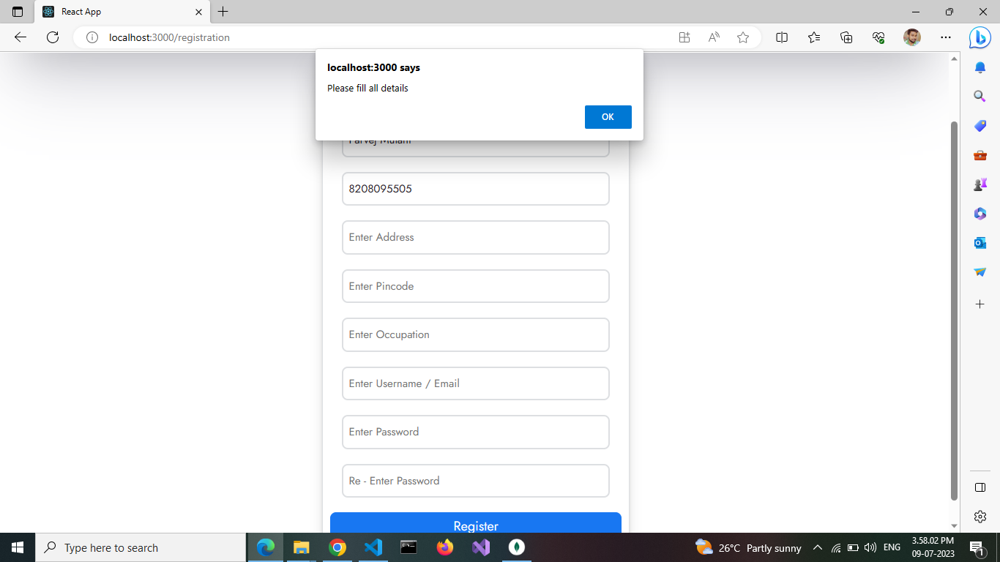 React App
localhost:3000/registration
localhost:3000 says
Please fill all details
OK
8208095505
Enter Address
Enter Pincode
Enter Occupation
Enter Username / Email
Enter Password
Re - Enter Password
Register
Type here to search
26°C Partly sunny
ENG
3.58.02 PM
09-07-2023
1